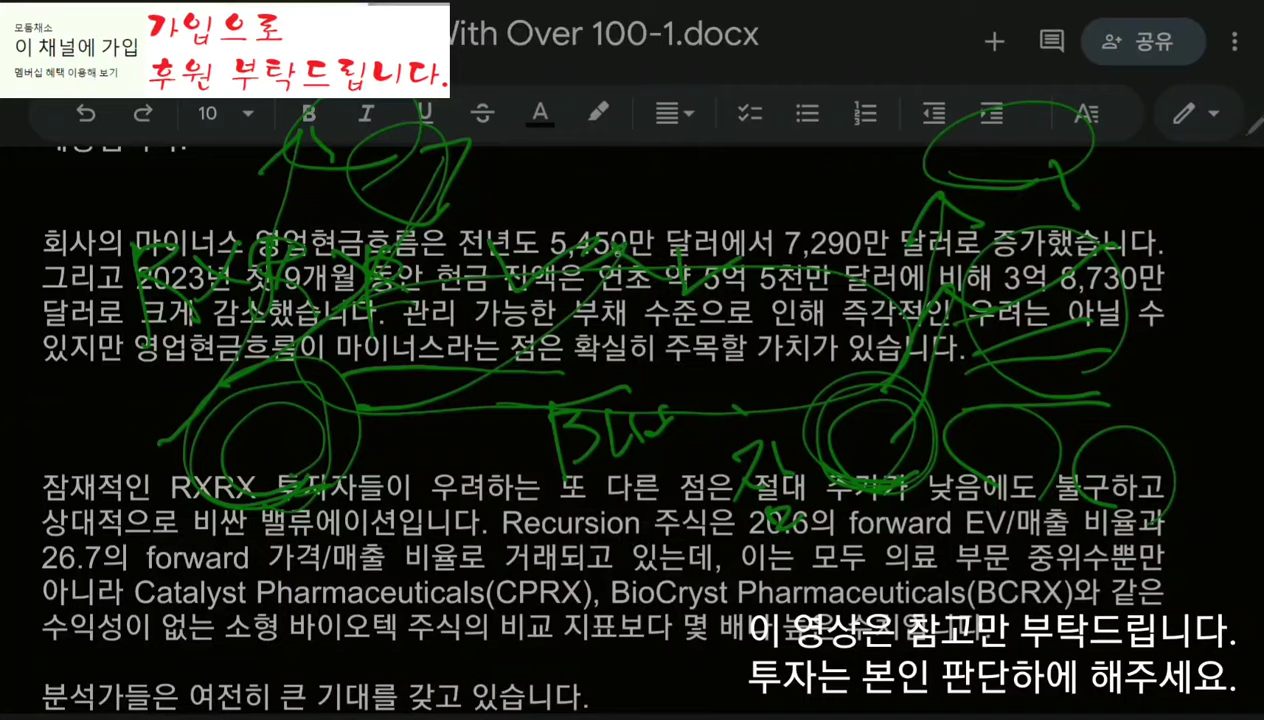 모듬채소
이 채널에 가입
멤버십 혜택 이용해 보기
가입으로
후원 부탁드립니다.
With Over 100-1.docx
공유
10
B I U S A
회사의 마이너스 영업현금흐름은 전년도 5,450만 달러에서 7,290만 달러로 증가했습니다.
그리고 2023년 첫 9개월 동안 현금 잔액은 연초 약 5억 5천만 달러에 비해 3억 8,730만
달러로 크게 감소했습니다. 관리 가능한 부채 수준으로 인해 즉각적인 우려는 아닐 수
있지만 영업현금흐름이 마이너스라는 점은 확실히 주목할 가치가 있습니다.
잠재적인 RXRX 투자자들이 우려하는 또 다른 점은 절대 주가가 낮음에도 불구하고
상대적으로 비싼 밸류에이션입니다. Recursion 주식은 20.6의 forward EV/매출 비율과
26.7의 forward 가격/매출 비율로 거래되고 있는데, 이는 모두 의료 부문 중위수뿐만
아니라 Catalyst Pharmaceuticals(CPRX), BioCryst Pharmaceuticals(BCRX)와 같은
수익성이 없는 소형 바이오텍 주식의 비교 지표보다 몇 배나 높은
분석가들은 여전히 큰 기대를 갖고 있습니다.
이 영상은 참고만 부탁드립니다.
투자는 본인 판단하에 해주세요.